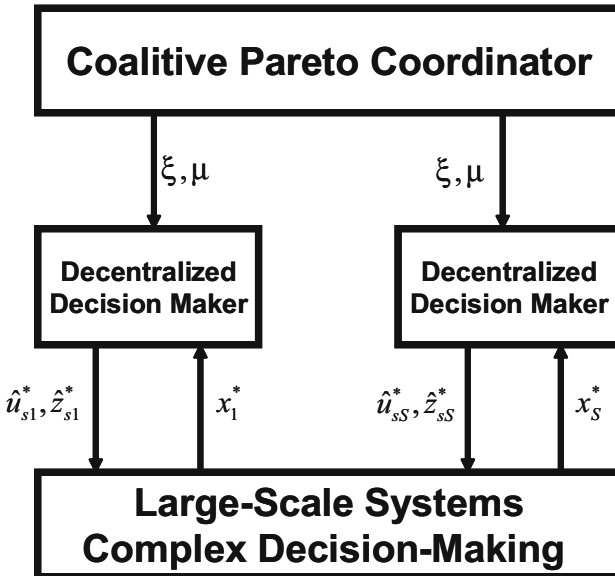 Coalitive Pareto Coordinator
ξ,μ ξ,μ
Decentralized
Decision Maker
Decentralized
Decision Maker
û*s1, ẑ*s1 x*1 û*sS, ẑ*sS x*S
Large-Scale Systems
Complex Decision-Making